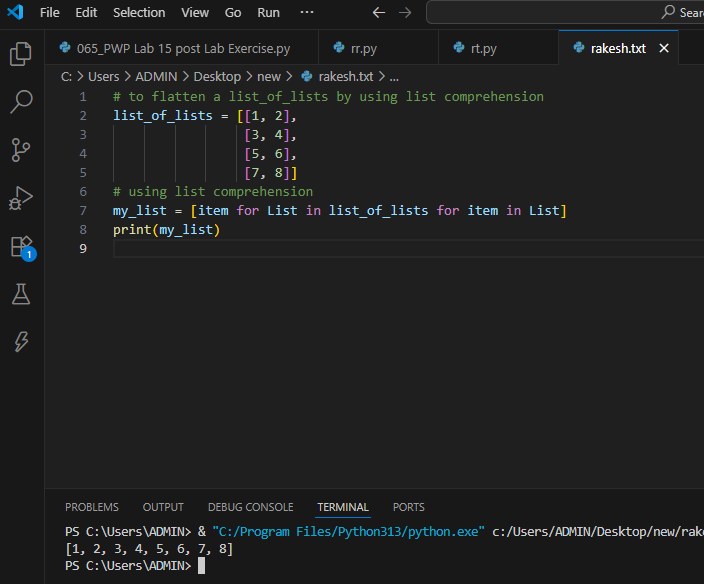 File Edit Selection View Go Run ··· Sear
065_PWP Lab 15 post Lab Exercise.py rr.py rt.py rakesh.txt
C: > Users > ADMIN > Desktop > new > rakesh.txt > ...
1 # to flatten a list_of_lists by using list comprehension
2 list_of_lists = [[1, 2],
3 [3, 4],
4 [5, 6],
5 [7, 8]]
6 # using list comprehension
7 my_list = [item for List in list_of_lists for item in List]
8 print(my_list)
9
1
PROBLEMS OUTPUT DEBUG CONSOLE TERMINAL PORTS
PS C:\Users\ADMIN> & "C:/Program Files/Python313/python.exe" c:/Users/ADMIN/Desktop/new/rake
[1, 2, 3, 4, 5, 6, 7, 8]
PS C:\Users\ADMIN>